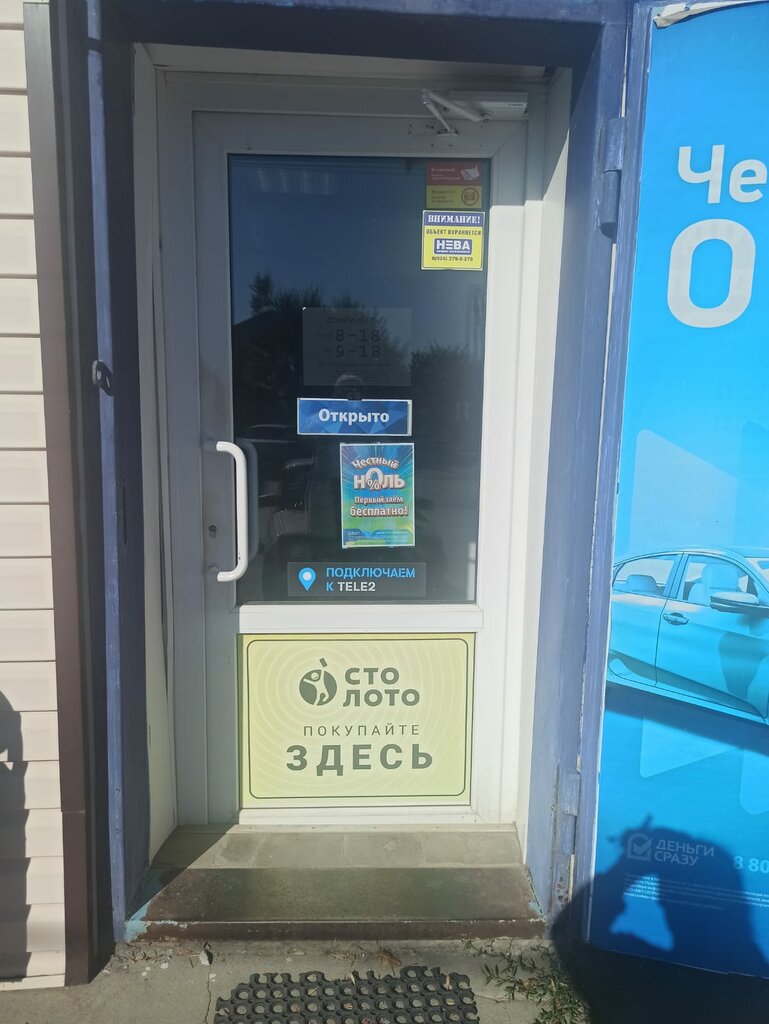 ВНИМАНИЕ!
ОБЪЕКТ ОХРАНЯЕТСЯ
НЕВА
8-18
9-18
Открыто
Честный
НОЛЬ
%
Первый заём
бесплатно!
ПОДКЛЮЧАЕМ
К TELE2
СТО
ЛОТО
ПОКУПАЙТЕ
ЗДЕСЬ
Че
0
ДЕНЬГИ
СРАЗУ
8 80